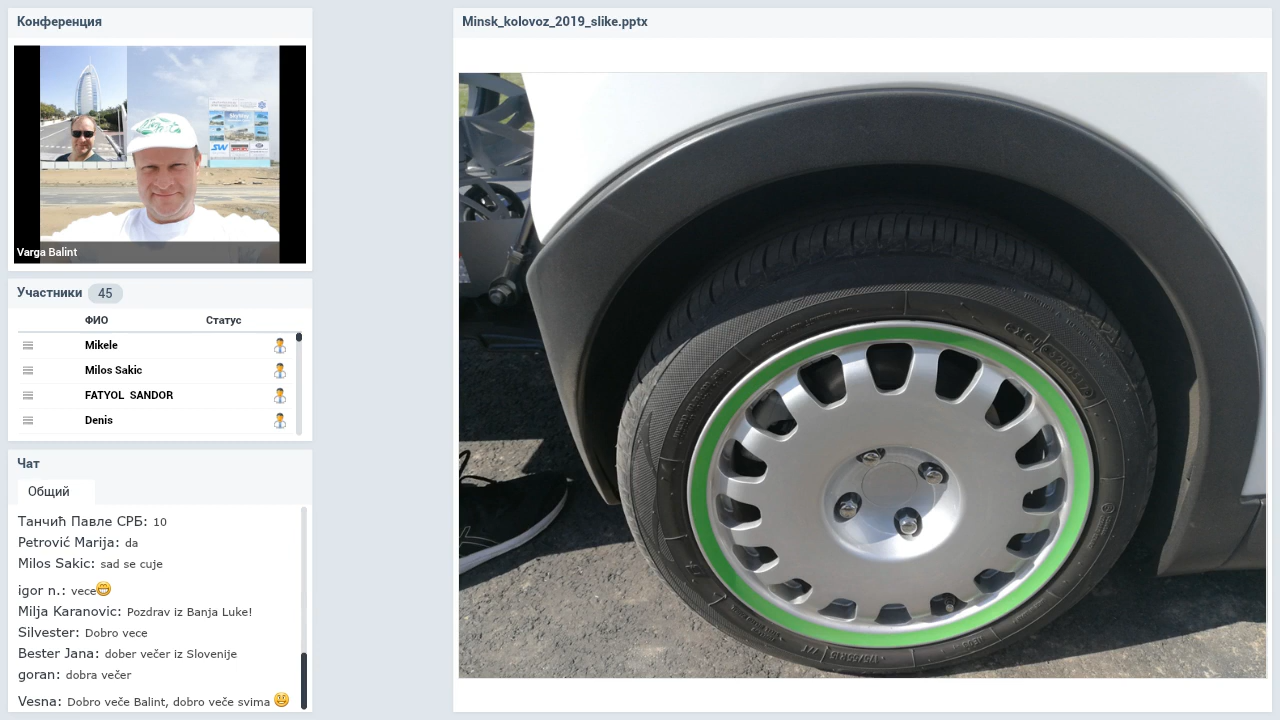 Конференция
Varga Balint
SkyWay
SW
Участники 45
ФИО Статус
Mikele
Milos Sakic
FATYOL SANDOR
Denis
Чат
Общий
Танчић Павле СРБ: 10
Petrović Marija: da
Milos Sakic: sad se cuje
igor n.: vece
Milja Karanovic: Pozdrav iz Banja Luke!
Silvester: Dobro vece
Bester Jana: dober večer iz Slovenije
goran: dobra večer
Vesna: Dobro veče Balint, dobro veče svima
Minsk_kolovoz_2019_slike.pptx